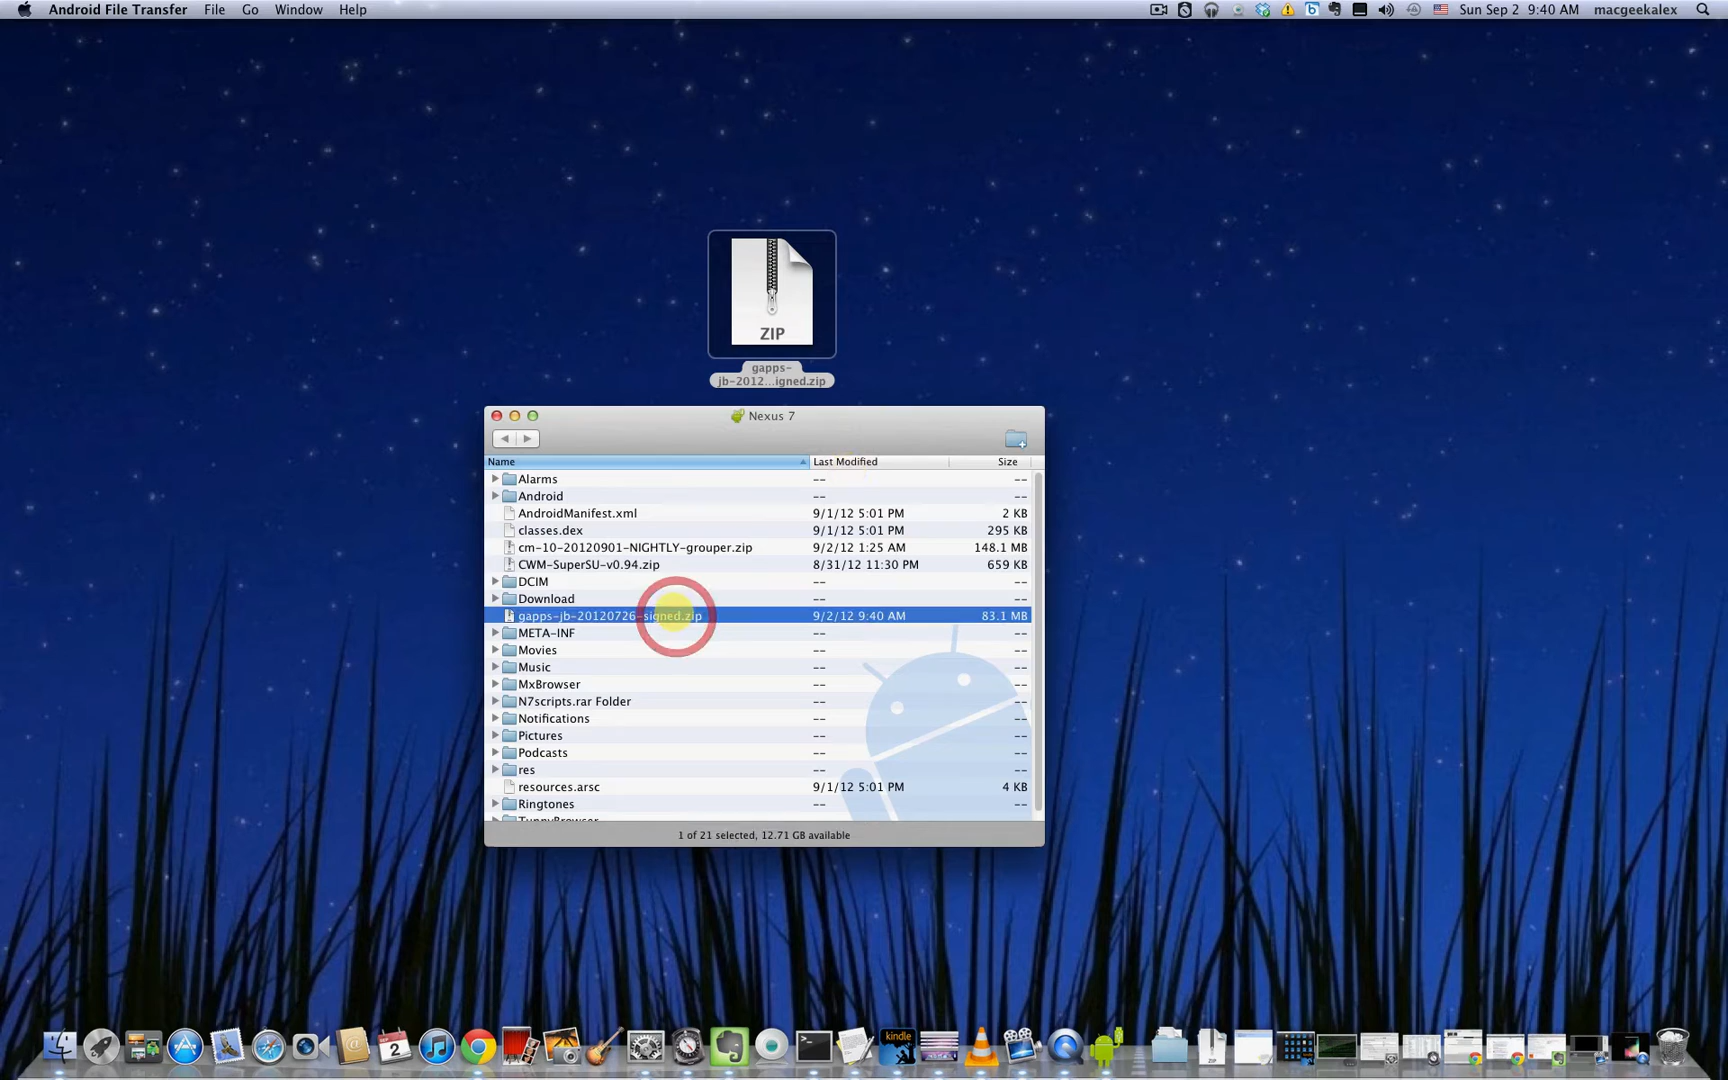 Android File Transfer File Go Window Help Sun Sep 2 9:40 AM macgeekalex
ZIP
gapps-
jb-2012...igned.zip
Nexus 7
Name Last Modified Size
Alarms -- --
Android -- --
AndroidManifest.xml 9/1/12 5:01 PM 2 KB
classes.dex 9/1/12 5:01 PM 295 KB
cm-10-20120901-NIGHTLY-grouper.zip 9/2/12 1:25 AM 148.1 MB
CWM-SuperSU-v0.94.zip 8/31/12 11:30 PM 659 KB
DCIM -- --
Download -- --
gapps-jb-20120726-signed.zip 9/2/12 9:40 AM 83.1 MB
META-INF -- --
Movies -- --
Music -- --
MxBrowser -- --
N7scripts.rar Folder -- --
Notifications -- --
Pictures -- --
Podcasts -- --
res -- --
resources.arsc 9/1/12 5:01 PM 4 KB
Ringtones -- --
1 of 21 selected, 12.71 GB available
SEP
2
kindle
ZIP